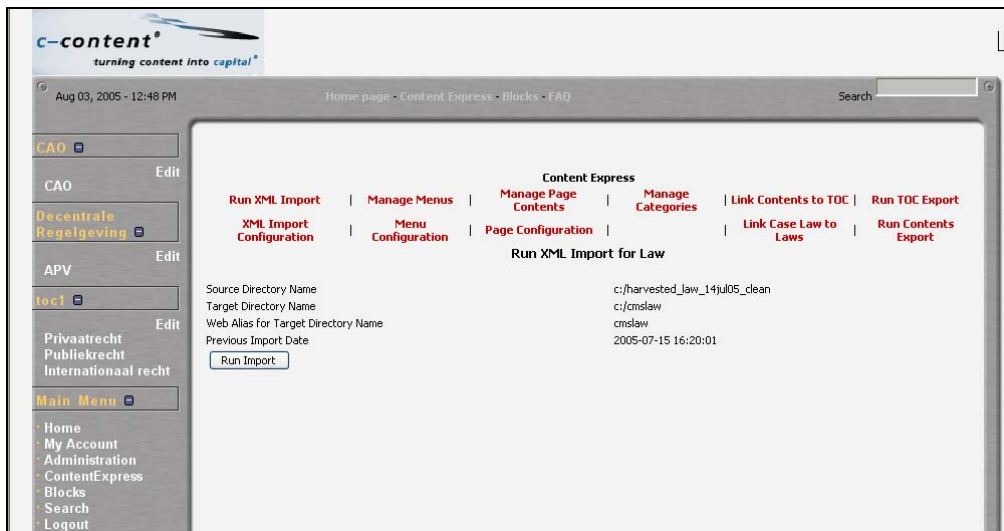 c-content®
turning content into capital®
Aug 03, 2005 - 12:48 PM
Home page - Content Express - Blocks - FAQ
Search
CAO
Edit
CAO
Decentrale
Regelgeving
Edit
APV
toc1
Edit
Privaatrecht
Publiekrecht
Internationaal recht
Main Menu
· Home
· My Account
· Administration
· ContentExpress
· Blocks
· Search
· Logout
Content Express
Run XML Import | Manage Menus | Manage Page Contents | Manage Categories | Link Contents to TOC | Run TOC Export
XML Import Configuration | Menu Configuration | Page Configuration | | Link Case Law to Laws | Run Contents Export
Run XML Import for Law
Source Directory Name c:/harvested_law_14jul05_clean
Target Directory Name c:/cmslaw
Web Alias for Target Directory Name cmslaw
Previous Import Date 2005-07-15 16:20:01
Run Import